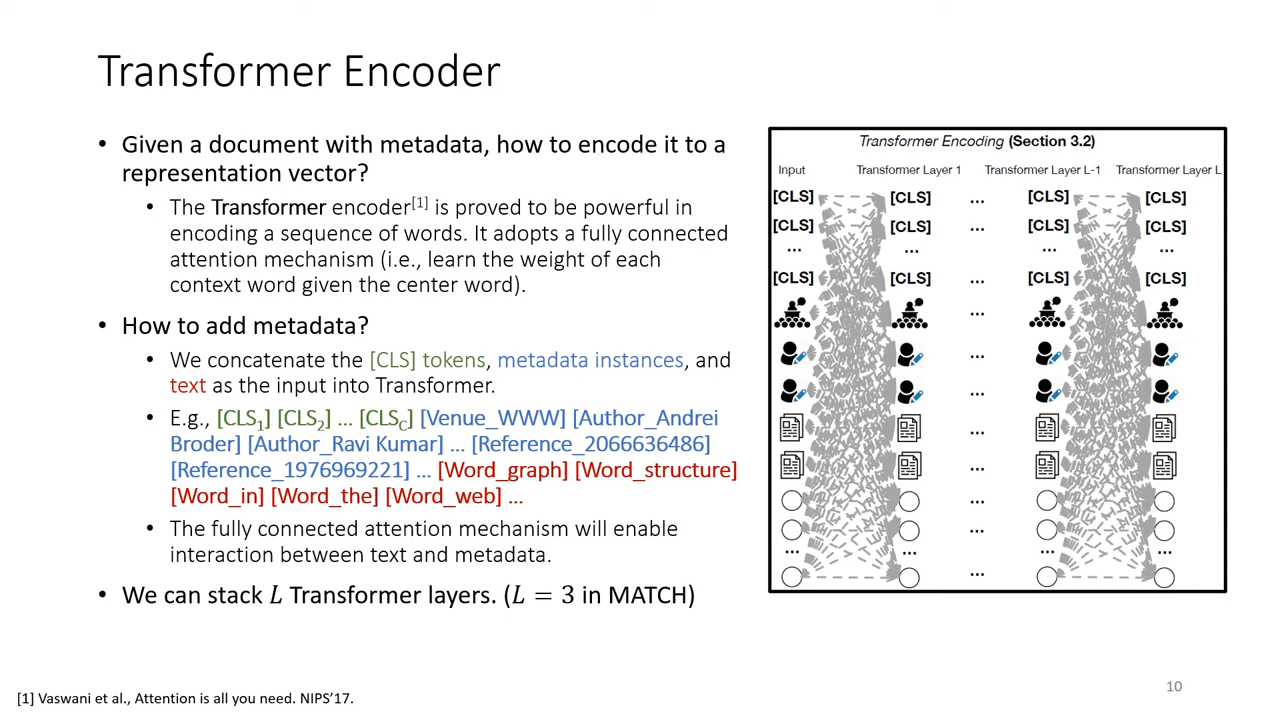 Transformer Encoder
• Given a document with metadata, how to encode it to a
representation vector?
• The Transformer encoder[1] is proved to be powerful in
encoding a sequence of words. It adopts a fully connected
attention mechanism (i.e., learn the weight of each
context word given the center word).
• How to add metadata?
• We concatenate the [CLS] tokens, metadata instances, and
text as the input into Transformer.
• E.g., [CLS1] [CLS2] ... [CLSC] [Venue_WWW] [Author_Andrei
Broder] [Author_Ravi Kumar] ... [Reference_2066636486]
[Reference_1976969221] ... [Word_graph] [Word_structure]
[Word_in] [Word_the] [Word_web] ...
• The fully connected attention mechanism will enable
interaction between text and metadata.
• We can stack L Transformer layers. (L = 3 in MATCH)
Transformer Encoding (Section 3.2)
Input Transformer Layer 1 Transformer Layer L-1 Transformer Layer L
[CLS] [CLS] ... [CLS] [CLS]
[CLS] [CLS] ... [CLS] [CLS]
... ... ... ...
[CLS] [CLS] ... [CLS] [CLS]
...
...
...
...
...
...
...
... ... ... ...
...
[1] Vaswani et al., Attention is all you need. NIPS'17.
10